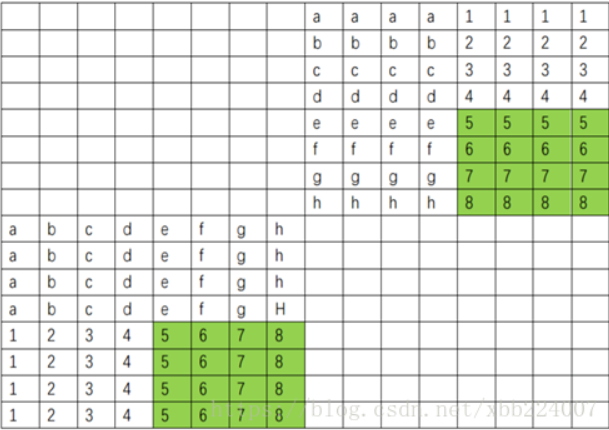 a a a a 1 1 1 1
b b b b 2 2 2 2
c c c c 3 3 3 3
d d d d 4 4 4 4
e e e e 5 5 5 5
f f f f 6 6 6 6
g g g g 7 7 7 7
h h h h 8 8 8 8
a b c d e f g h
a b c d e f g h
a b c d e f g h
a b c d e f g H
1 2 3 4 5 6 7 8
1 2 3 4 5 6 7 8
1 2 3 4 5 6 7 8
1 2 3 4 5 6 7 8
https://blog.csdn.net/xbb224007